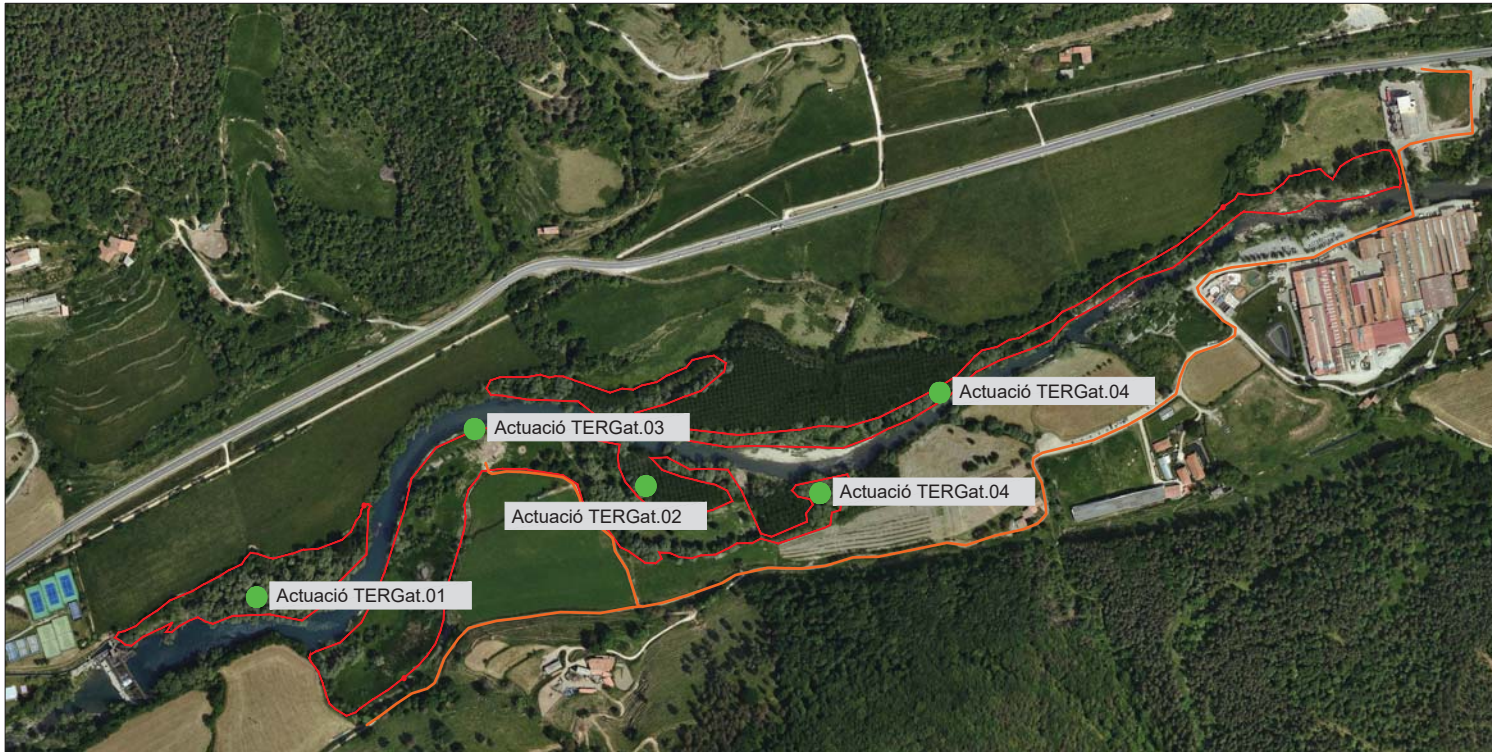 Actuació TERGat.04
Actuació TERGat.03
Actuació TERGat.04
Actuació TERGat.02
Actuació TERGat.01